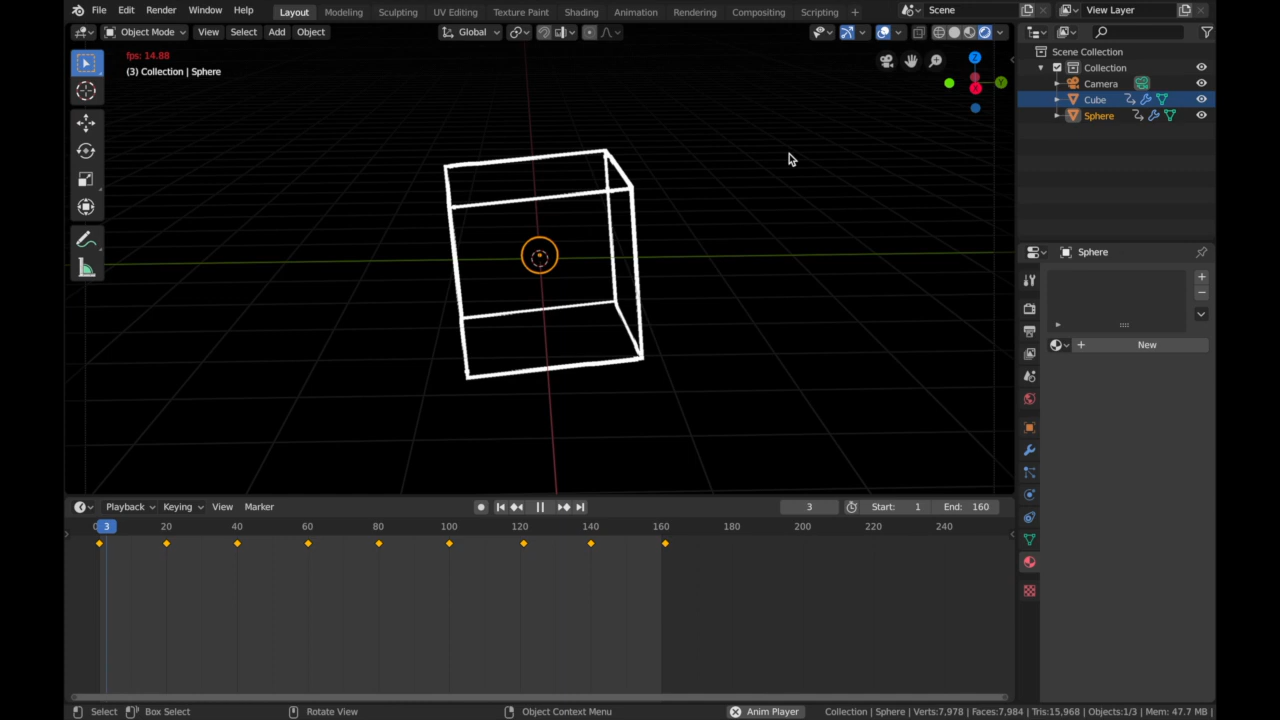 File Edit Render Window Help Layout Modeling Sculpting UV Editing Texture Paint Shading Animation Rendering Compositing Scripting + Scene View Layer
Object Mode View Select Add Object Global
fps: 14.88
(3) Collection | Sphere
Z
Y
X
Scene Collection
Collection
Camera
Cube
Sphere
Sphere
+
−
+ New
Playback Keying View Marker 3 Start: 1 End: 160
3 20 40 60 80 100 120 140 160 180 200 220 240
Select Box Select Rotate View Object Context Menu Anim Player Collection | Sphere | Verts:7,978 | Faces:7,984 | Tris:15,968 | Objects:1/3 | Mem: 47.7 MB